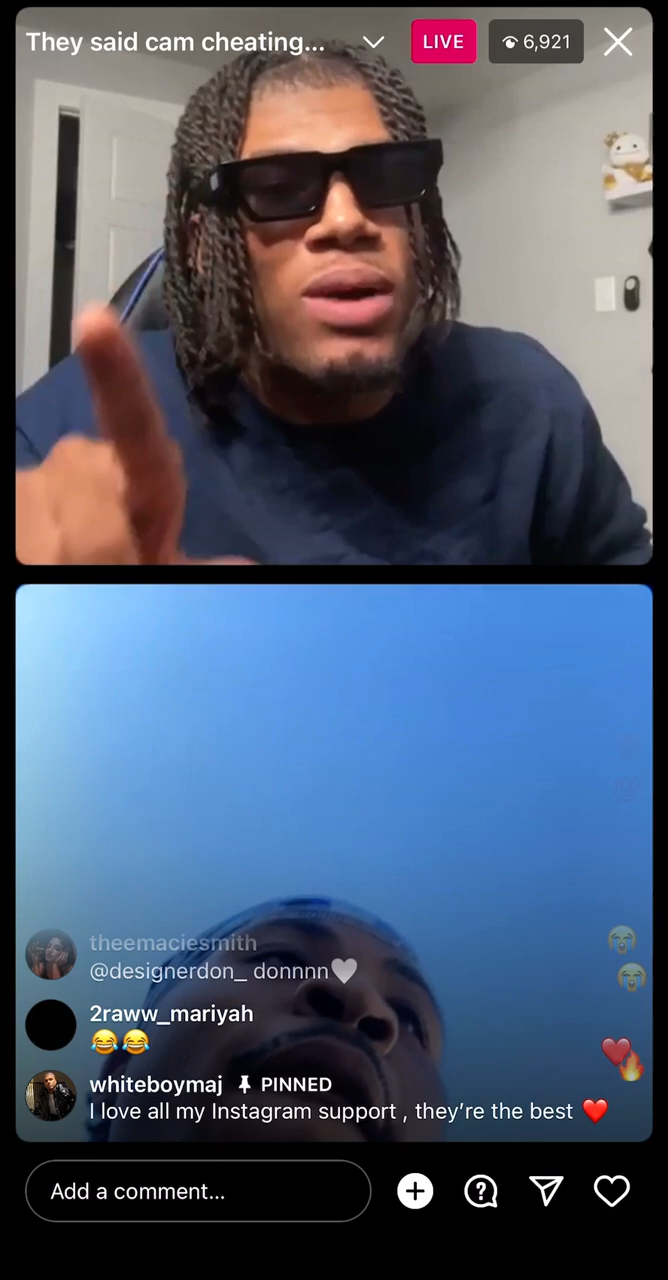 They said cam cheating...
LIVE
6,921
theemaciesmith
@designerdon_ donnnn🤍
2raww_mariyah
😂😂
whiteboymaj PINNED
I love all my Instagram support , they’re the best ❤️
Add a comment...